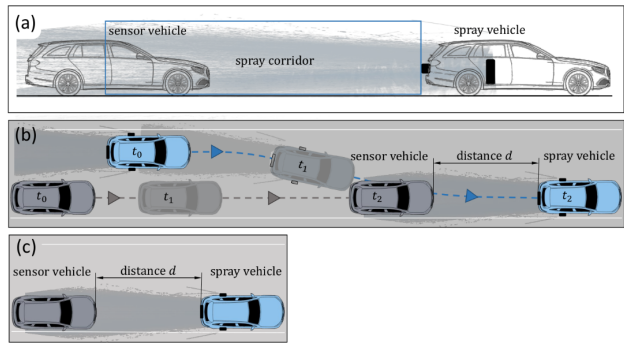 (a)
sensor vehicle
spray vehicle
spray corridor
(b)
t0
t1
sensor vehicle
distance d
spray vehicle
t0
t1
t2
t2
(c)
sensor vehicle
distance d
spray vehicle